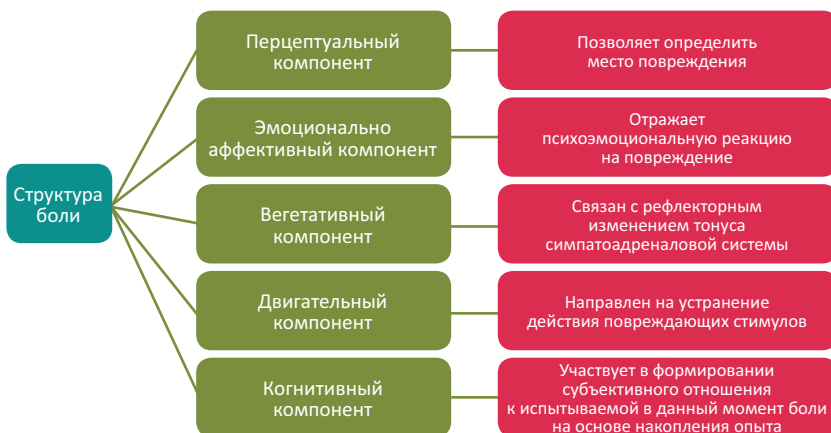 Структура
боли
Перцептуальный
компонент
Позволяет определить
место повреждения
Эмоционально
аффективный компонент
Отражает
психоэмоциональную реакцию
на повреждение
Вегетативный
компонент
Связан с рефлекторным
изменением тонуса
симпатоадреналовой системы
Двигательный
компонент
Направлен на устранение
действия повреждающих стимулов
Когнитивный
компонент
Участвует в формировании
субъективного отношения
к испытываемой в данный момент боли
на основе накопления опыта